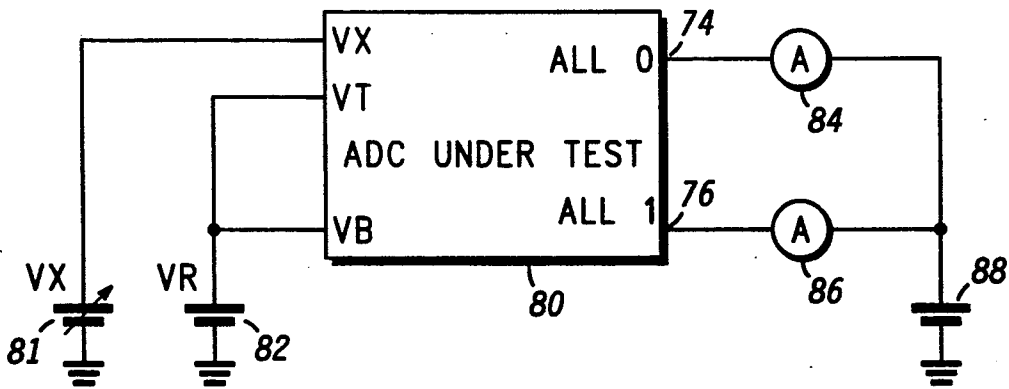 VX
ALL 0
74
A
84
VT
ADC UNDER TEST
ALL 1
76
A
86
VB
80
VX
81
VR
82
88